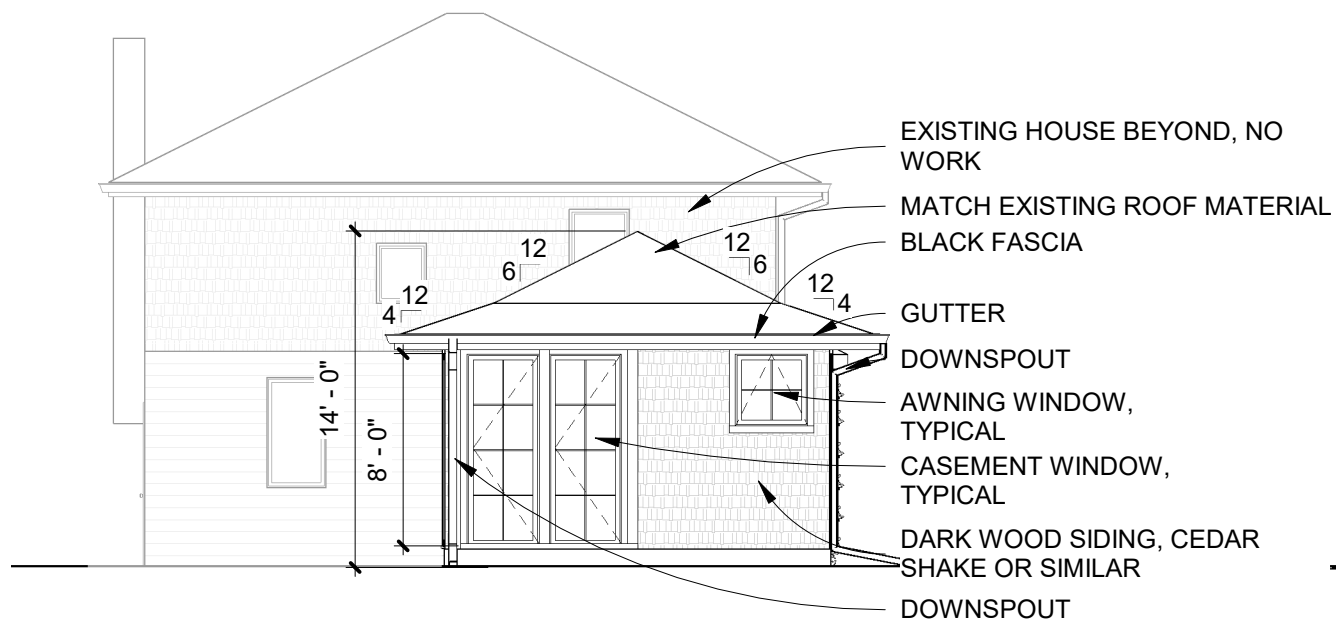 EXISTING HOUSE BEYOND, NO
WORK
MATCH EXISTING ROOF MATERIAL
BLACK FASCIA
12
6
12
6
12
4
12
4
GUTTER
DOWNSPOUT
AWNING WINDOW,
TYPICAL
CASEMENT WINDOW,
TYPICAL
14' - 0"
8' - 0"
DARK WOOD SIDING, CEDAR
SHAKE OR SIMILAR
DOWNSPOUT